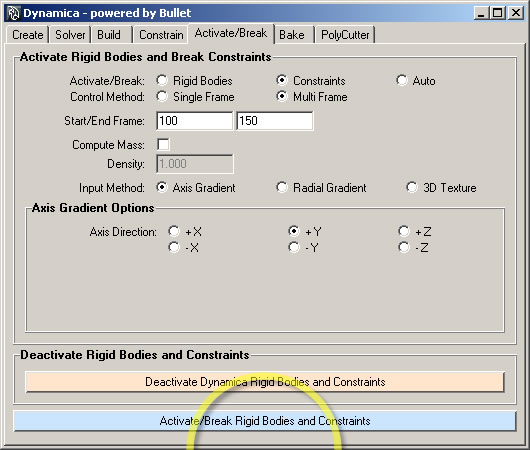 Dynamica - powered by Bullet
Create Solver Build Constrain Activate/Break Bake PolyCutter
Activate Rigid Bodies and Break Constraints
Activate/Break: Rigid Bodies Constraints Auto
Control Method: Single Frame Multi Frame
Start/End Frame: 100 150
Compute Mass:
Density: 1.000
Input Method: Axis Gradient Radial Gradient 3D Texture
Axis Gradient Options
Axis Direction: +X +Y +Z
-X -Y -Z
Deactivate Rigid Bodies and Constraints
Deactivate Dynamica Rigid Bodies and Constraints
Activate/Break Rigid Bodies and Constraints